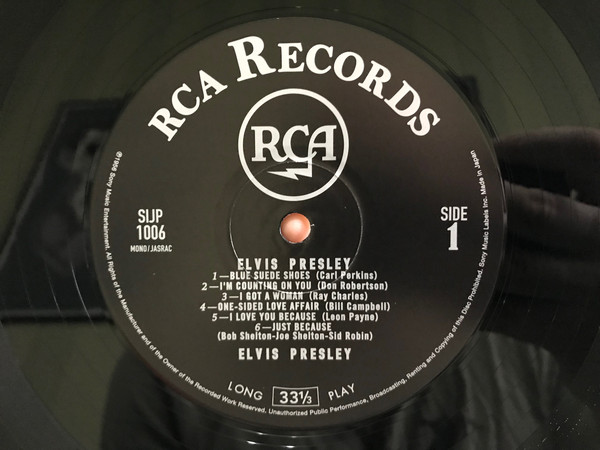 RCA RECORDS
RCA
SIJP
1006
MONO/JASRAC
SIDE
1
ELVIS PRESLEY
1—BLUE SUEDE SHOES (Carl Perkins)
2—I'M COUNTING ON YOU (Don Robertson)
3—I GOT A WOMAN (Ray Charles)
4—ONE-SIDED LOVE AFFAIR (Bill Campbell)
5—I LOVE YOU BECAUSE (Leon Payne)
6—JUST BECAUSE
(Bob Shelton-Joe Shelton-Sid Robin)
ELVIS PRESLEY
LONG 33⅓ PLAY
℗1956 Sony Music Entertainment. All Rights of the Manufacturer and of the Owner of the Recorded Work Reserved. Unauthorized Public Performance, Broadcasting, Renting and Copying of this Disc Prohibited. Sony Music Labels Inc. Made in Japan